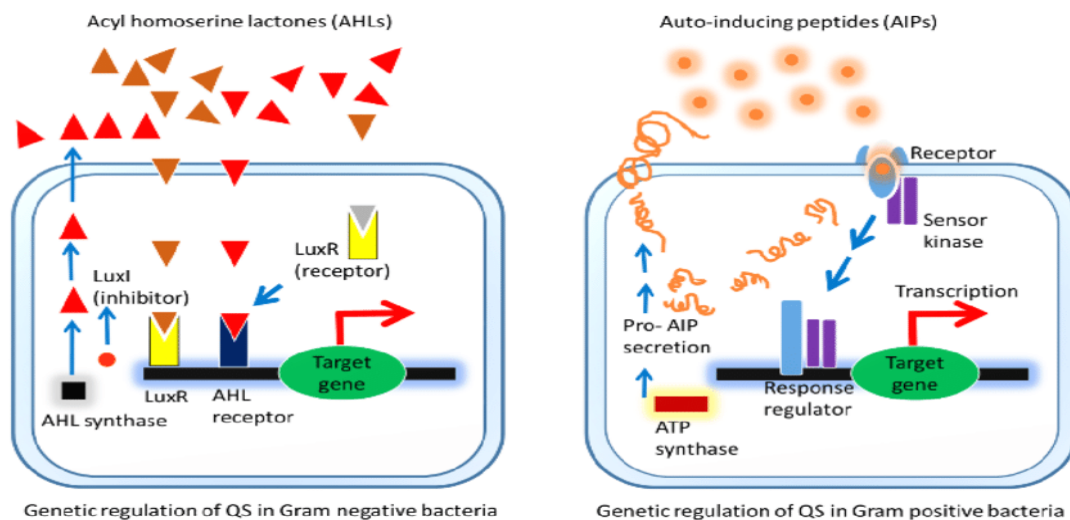 Acyl homoserine lactones (AHLs)
LuxR
(receptor)
LuxI
(inhibitor)
Target
gene
LuxR
AHL
receptor
AHL synthase
Genetic regulation of QS in Gram negative bacteria
Auto-inducing peptides (AIPs)
Receptor
Sensor
kinase
Transcription
Pro- AIP
secretion
Target
gene
Response
regulator
ATP
synthase
Genetic regulation of QS in Gram positive bacteria